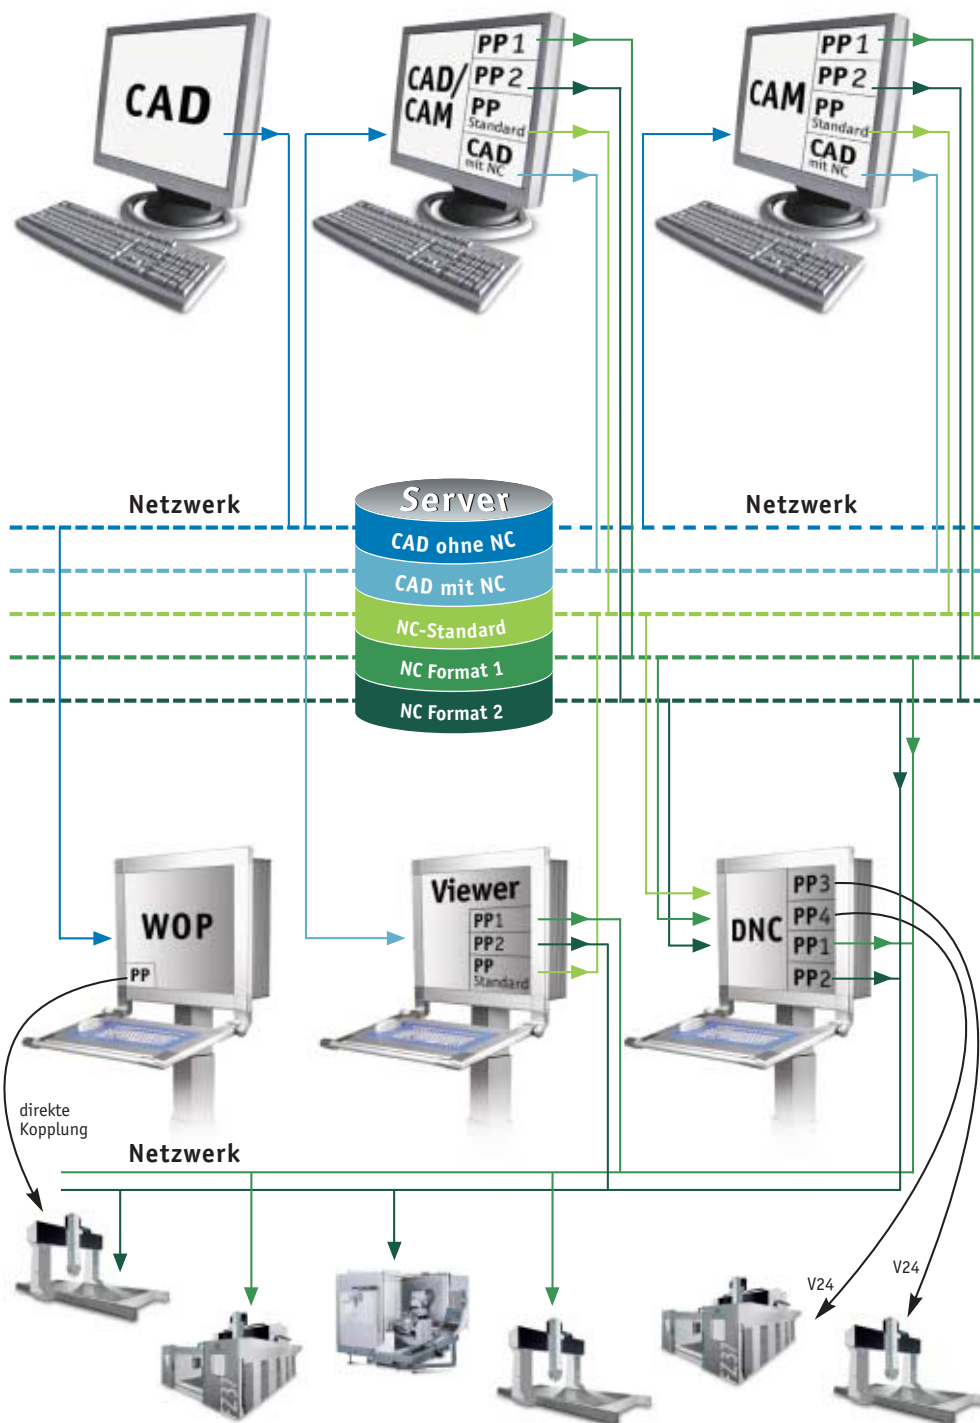 CAD
CAD/
CAM
PP1
PP2
PP
Standard
CAD
mit NC
CAM
PP1
PP2
PP
Standard
CAD
mit NC
Netzwerk
Server
Netzwerk
CAD ohne NC
CAD mit NC
NC-Standard
NC Format 1
NC Format 2
WOP
PP
Viewer
PP1
PP2
PP
Standard
DNC
PP3
PP4
PP1
PP2
direkte
Kopplung
Netzwerk
V24
V24
Z37
Z37